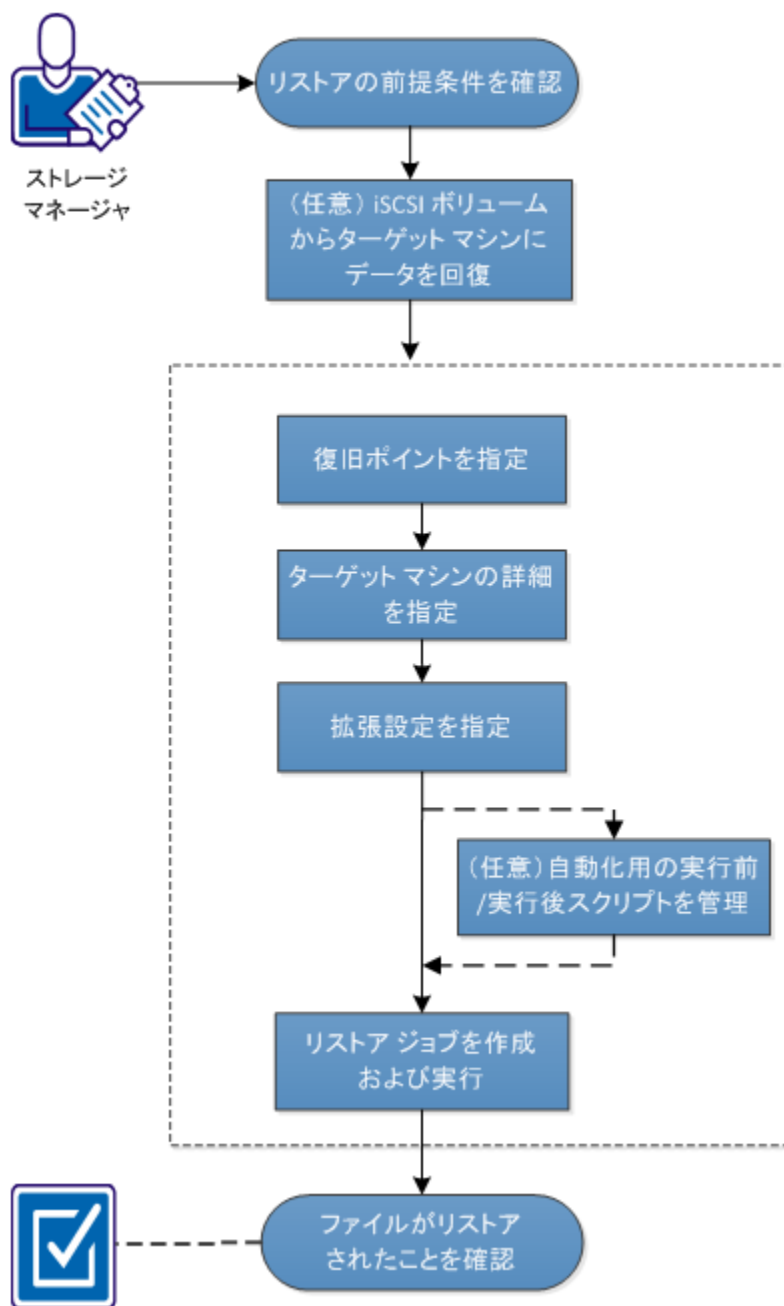 リストアの前提条件を確認
ストレージ
マネージャ
（任意）iSCSI ボリューム
からターゲット マシンに
データを回復
復旧ポイントを指定
ターゲット マシンの詳細
を指定
拡張設定を指定
（任意）自動化用の実行前
/実行後スクリプトを管理
リストア ジョブを作成
および実行
ファイルがリストア
されたことを確認